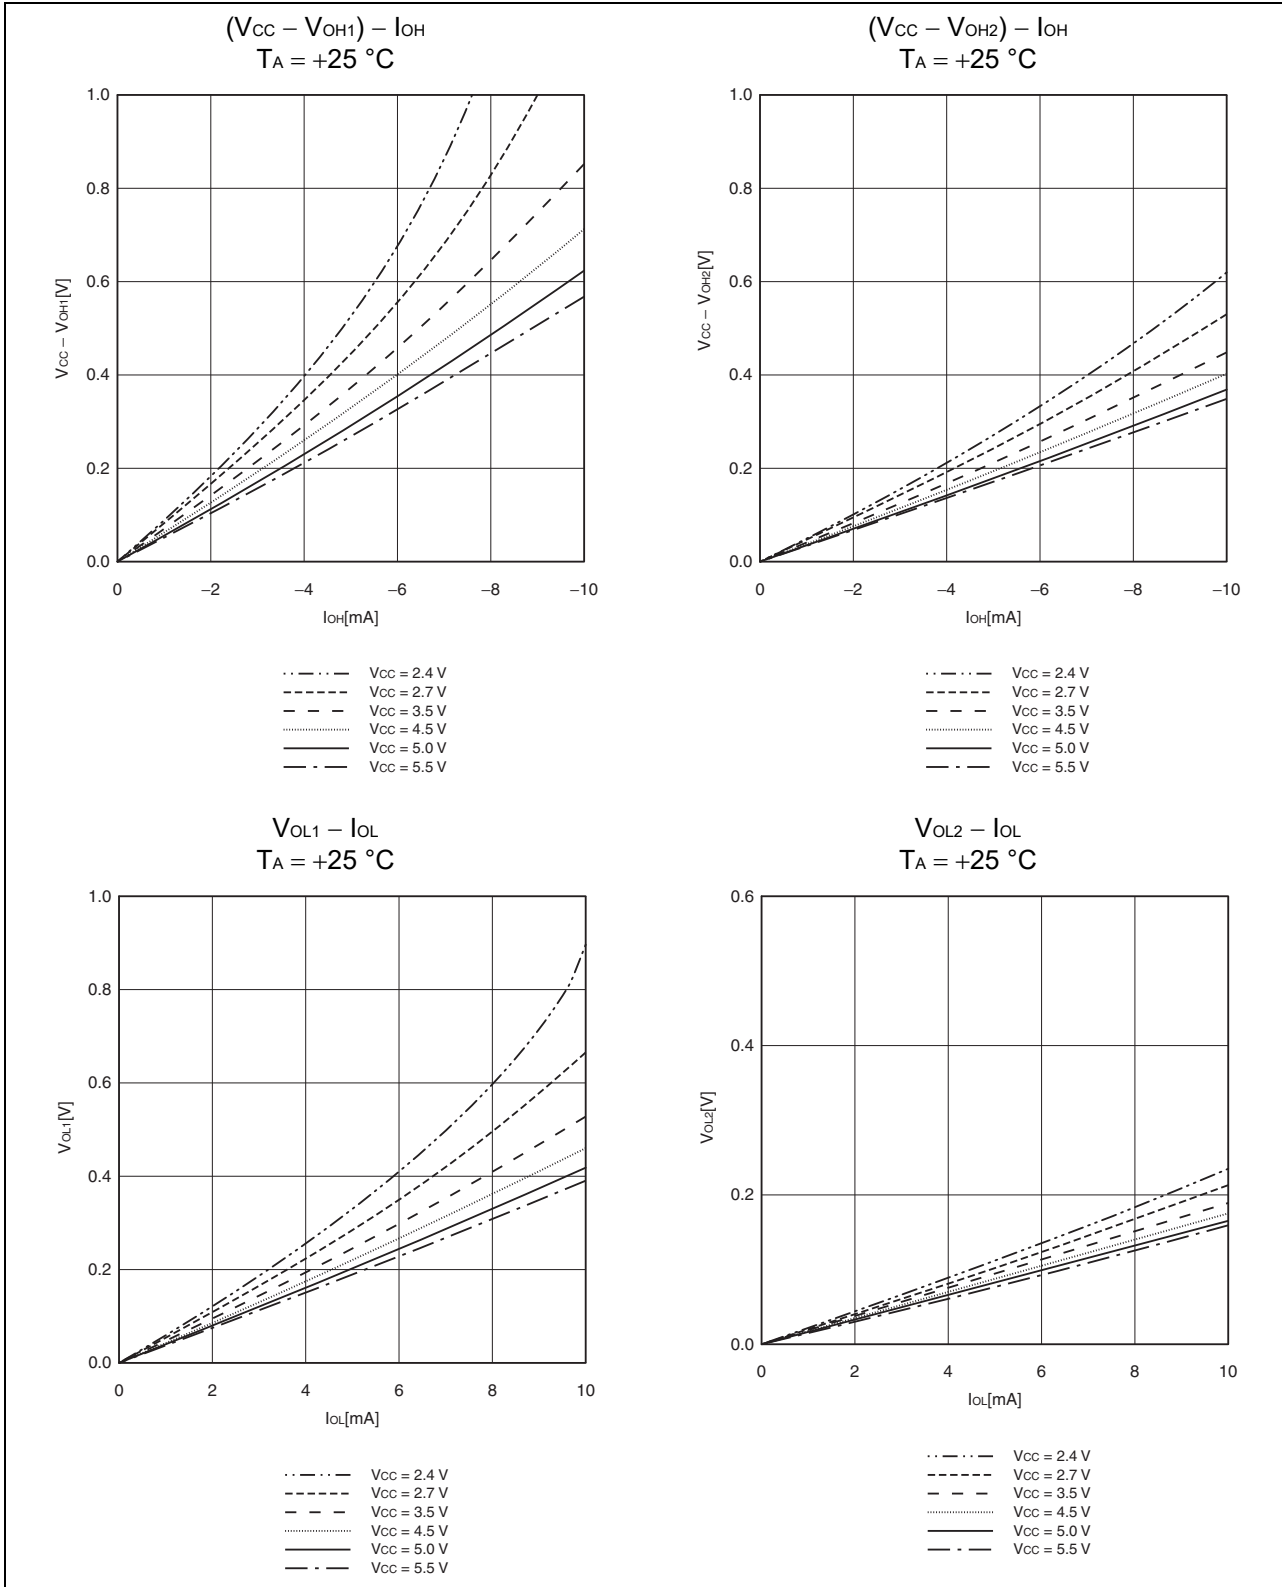 (VCC – VOH1) – IOH
TA = +25 °C
1.0
0.8
0.6
0.4
0.2
0.0
VCC – VOH1[V]
0 –2 –4 –6 –8 –10
IOH[mA]
VCC = 2.4 V
VCC = 2.7 V
VCC = 3.5 V
VCC = 4.5 V
VCC = 5.0 V
VCC = 5.5 V
(VCC – VOH2) – IOH
TA = +25 °C
1.0
0.8
0.6
0.4
0.2
0.0
VCC – VOH2[V]
0 –2 –4 –6 –8 –10
IOH[mA]
VCC = 2.4 V
VCC = 2.7 V
VCC = 3.5 V
VCC = 4.5 V
VCC = 5.0 V
VCC = 5.5 V
VOL1 – IOL
TA = +25 °C
1.0
0.8
0.6
0.4
0.2
0.0
VOL1[V]
0 2 4 6 8 10
IOL[mA]
VCC = 2.4 V
VCC = 2.7 V
VCC = 3.5 V
VCC = 4.5 V
VCC = 5.0 V
VCC = 5.5 V
VOL2 – IOL
TA = +25 °C
0.6
0.4
0.2
0.0
VOL2[V]
0 2 4 6 8 10
IOL[mA]
VCC = 2.4 V
VCC = 2.7 V
VCC = 3.5 V
VCC = 4.5 V
VCC = 5.0 V
VCC = 5.5 V